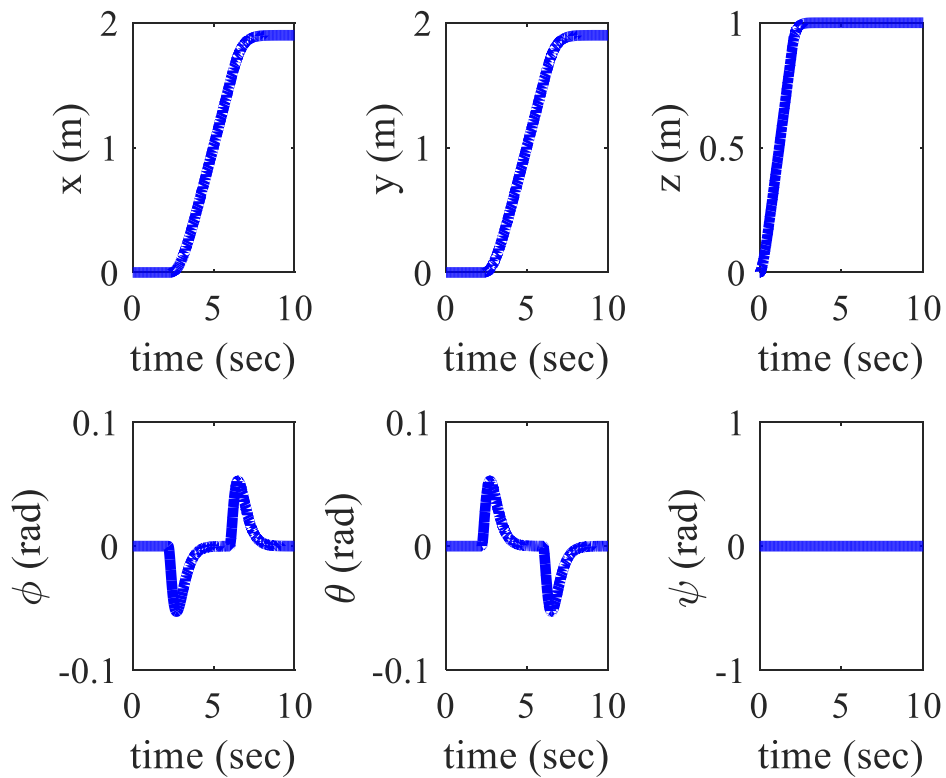 2
1
0
x (m)
0 5 10
time (sec)
2
1
0
y (m)
0 5 10
time (sec)
1
0.5
0
z (m)
0 5 10
time (sec)
0.1
0
-0.1
ϕ (rad)
0 5 10
time (sec)
0.1
0
-0.1
θ (rad)
0 5 10
time (sec)
1
0
-1
ψ (rad)
0 5 10
time (sec)